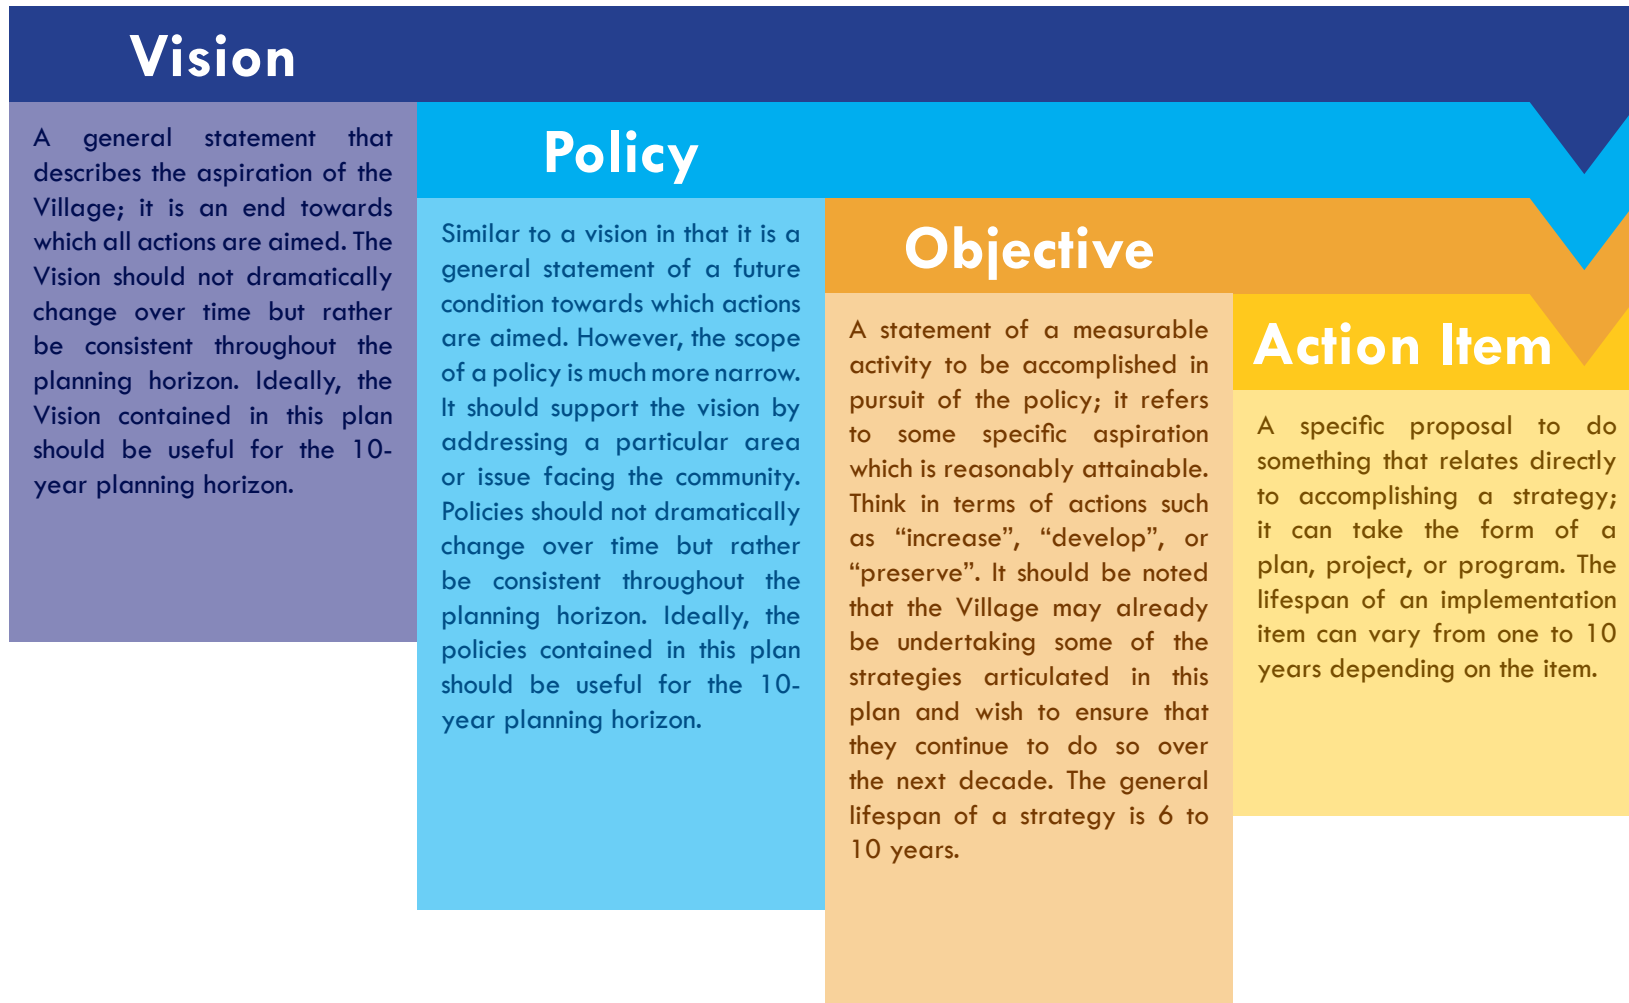 Vision
A general statement that
describes the aspiration of the
Village; it is an end towards
which all actions are aimed. The
Vision should not dramatically
change over time but rather
be consistent throughout the
planning horizon. Ideally, the
Vision contained in this plan
should be useful for the 10-
year planning horizon.
Policy
Similar to a vision in that it is a
general statement of a future
condition towards which actions
are aimed. However, the scope
of a policy is much more narrow.
It should support the vision by
addressing a particular area
or issue facing the community.
Policies should not dramatically
change over time but rather
be consistent throughout the
planning horizon. Ideally, the
policies contained in this plan
should be useful for the 10-
year planning horizon.
Objective
A statement of a measurable
activity to be accomplished in
pursuit of the policy; it refers
to some specific aspiration
which is reasonably attainable.
Think in terms of actions such
as “increase”, “develop”, or
“preserve”. It should be noted
that the Village may already
be undertaking some of the
strategies articulated in this
plan and wish to ensure that
they continue to do so over
the next decade. The general
lifespan of a strategy is 6 to
10 years.
Action Item
A specific proposal to do
something that relates directly
to accomplishing a strategy;
it can take the form of a
plan, project, or program. The
lifespan of an implementation
item can vary from one to 10
years depending on the item.